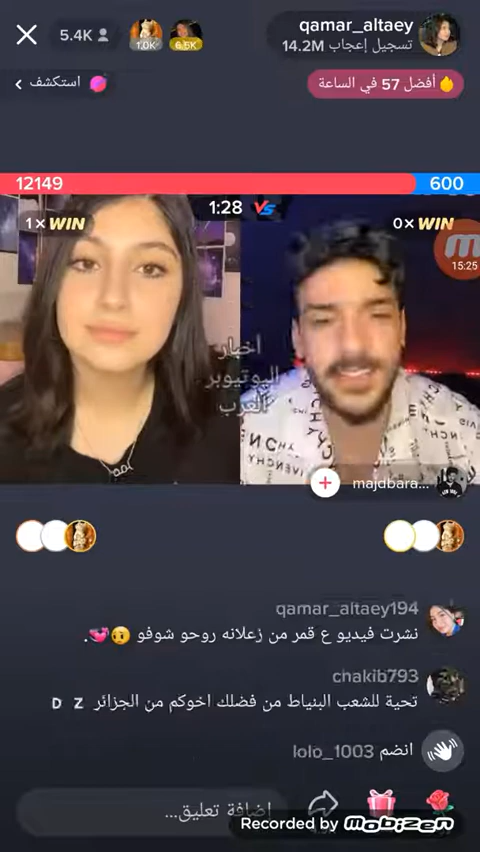 qamar_altaey
تسجيل إعجاب 14.2M
5.4K
1.0K
6.5K
أفضل 57 في الساعة
استكشف
12149
600
1:28 VS
1× WIN
0× WIN
15:25
أخبار
اليوتيوبر
العرب
majdbara...
qamar_altaey194
نشرت فيديو ع قمر من زعلانه روحو شوفو 🤨💞.
chakib793
تحية للشعب البنياط من فضلك اخوكم من الجزائر D Z
lolo_1003 انضم
إضافة تعليق...
Recorded by mobizen